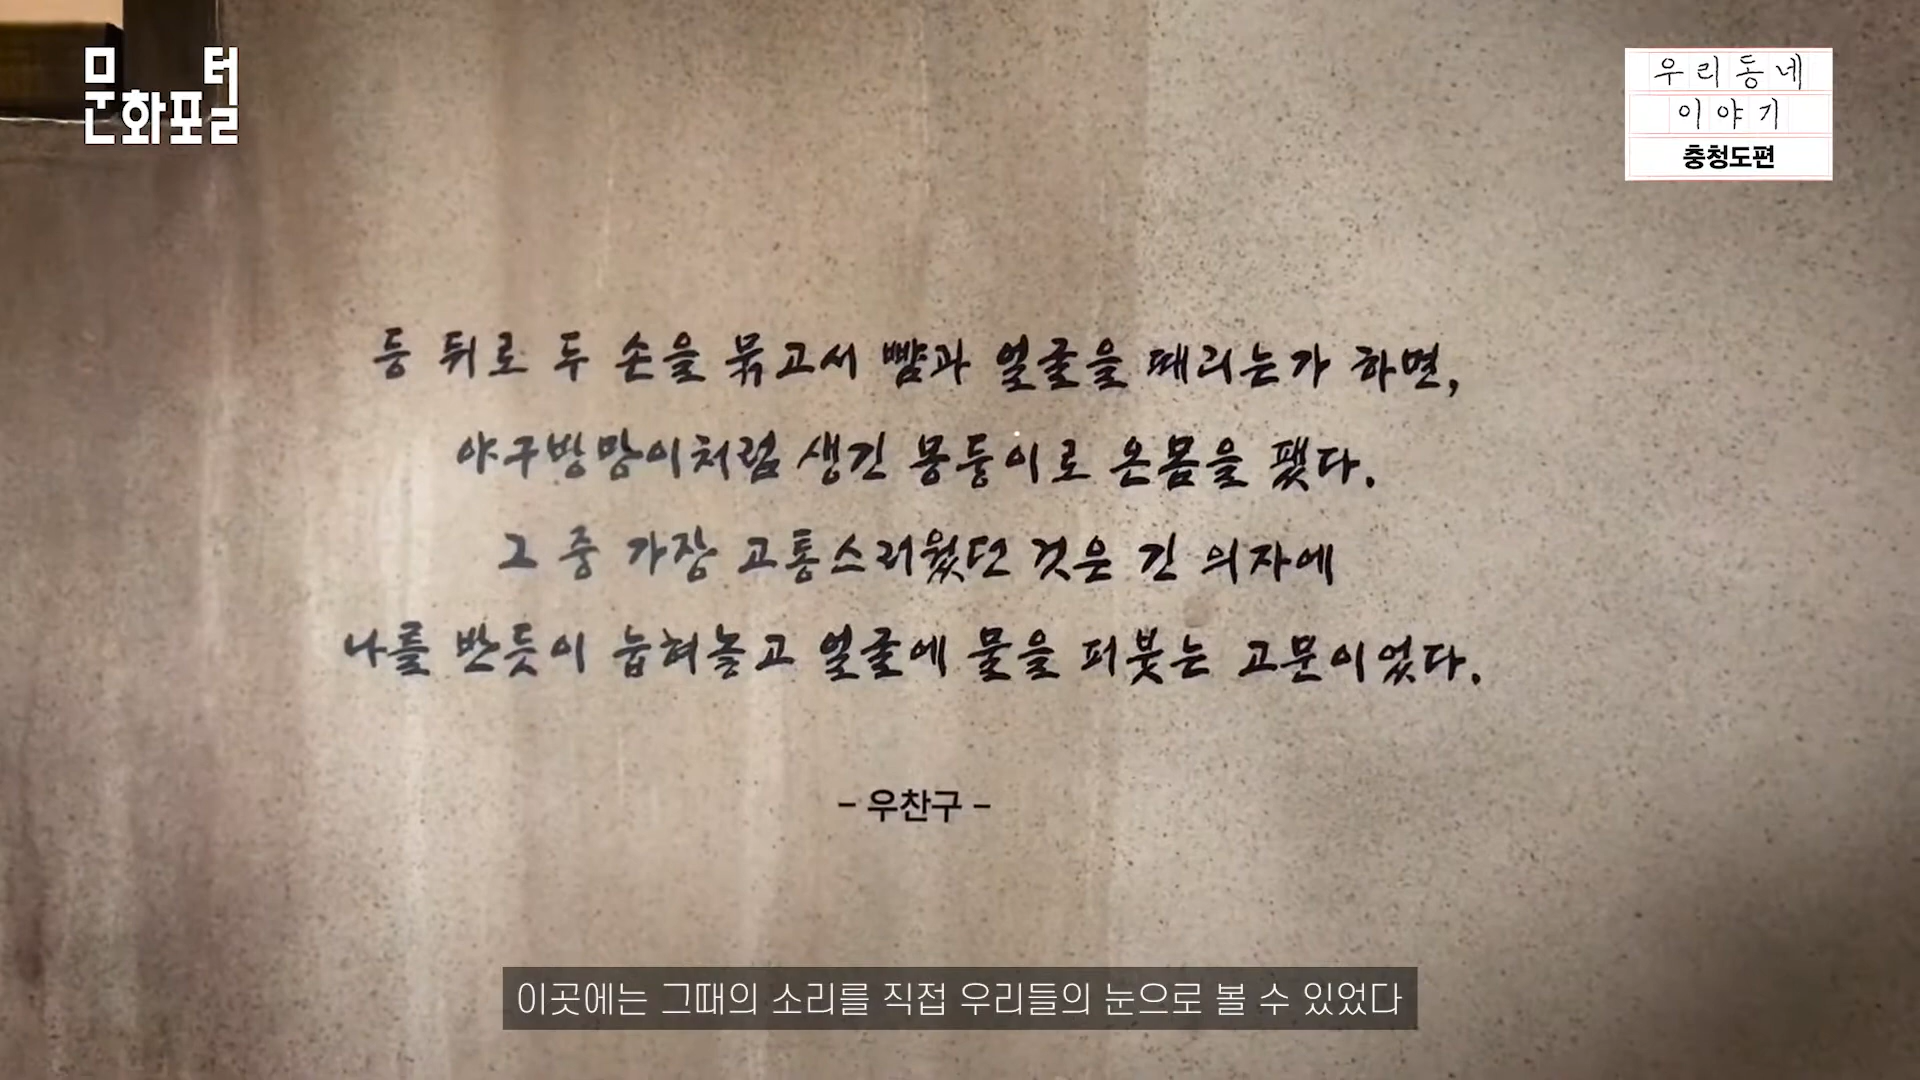 문화포털
우리동네
이야기
충청도편
등 뒤로 두 손을 묶고서 뺨과 얼굴을 때리는가 하면,
야구방망이처럼 생긴 몽둥이로 온몸을 팼다.
그 중 가장 고통스러웠던 것은 긴 의자에
나를 반듯이 눕혀놓고 얼굴에 물을 퍼붓는 고문이었다.
- 우찬구 -
이곳에는 그때의 소리를 직접 우리들의 눈으로 볼 수 있었다